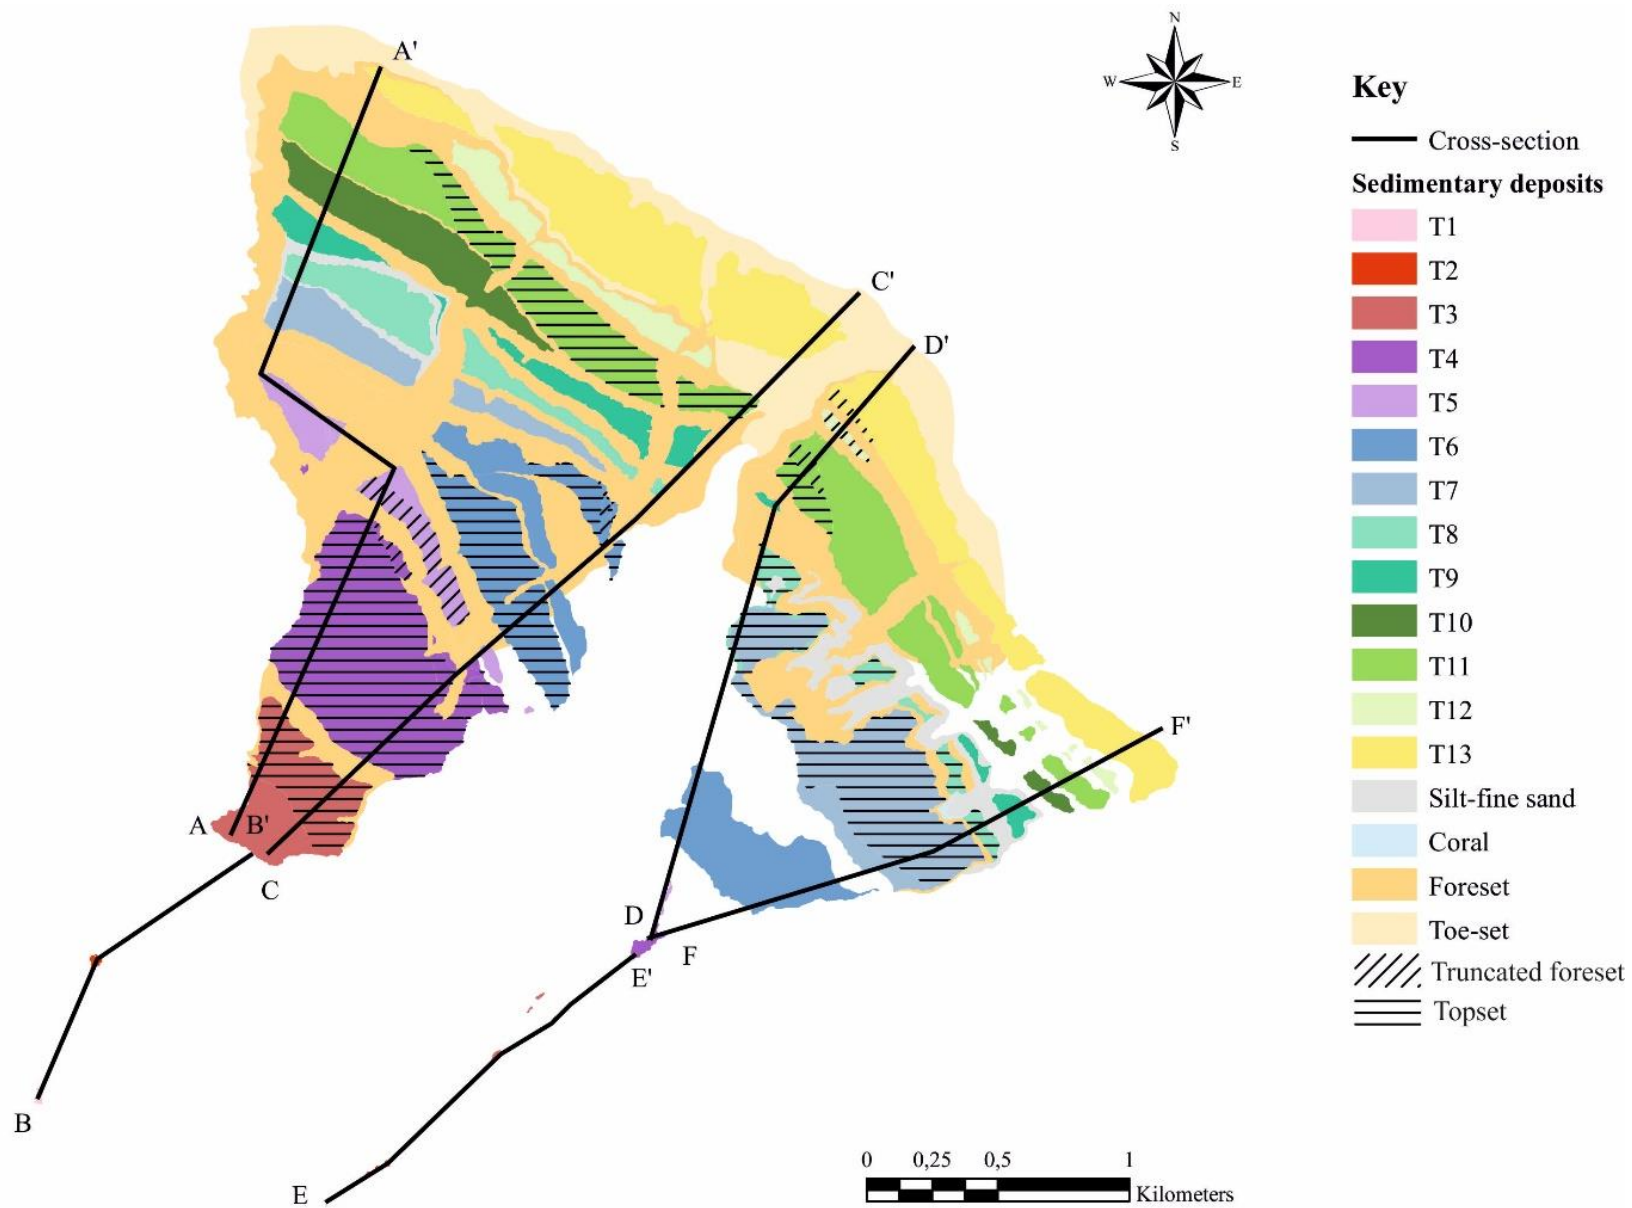 N
W
E
S
A'
C'
D'
F'
A
B'
C
D
F
E'
B
E
Key
Cross-section
Sedimentary deposits
T1
T2
T3
T4
T5
T6
T7
T8
T9
T10
T11
T12
T13
Silt-fine sand
Coral
Foreset
Toe-set
Truncated foreset
Topset
0 0,25 0,5 1
Kilometers